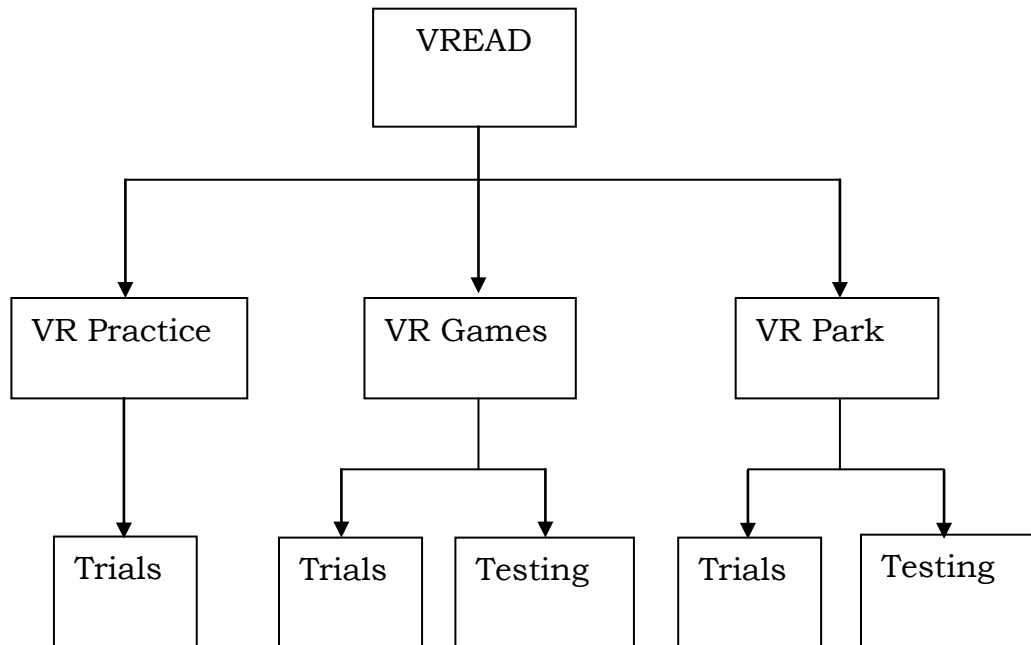 VREAD
VR Practice
VR Games
VR Park
Trials
Trials
Testing
Trials
Testing